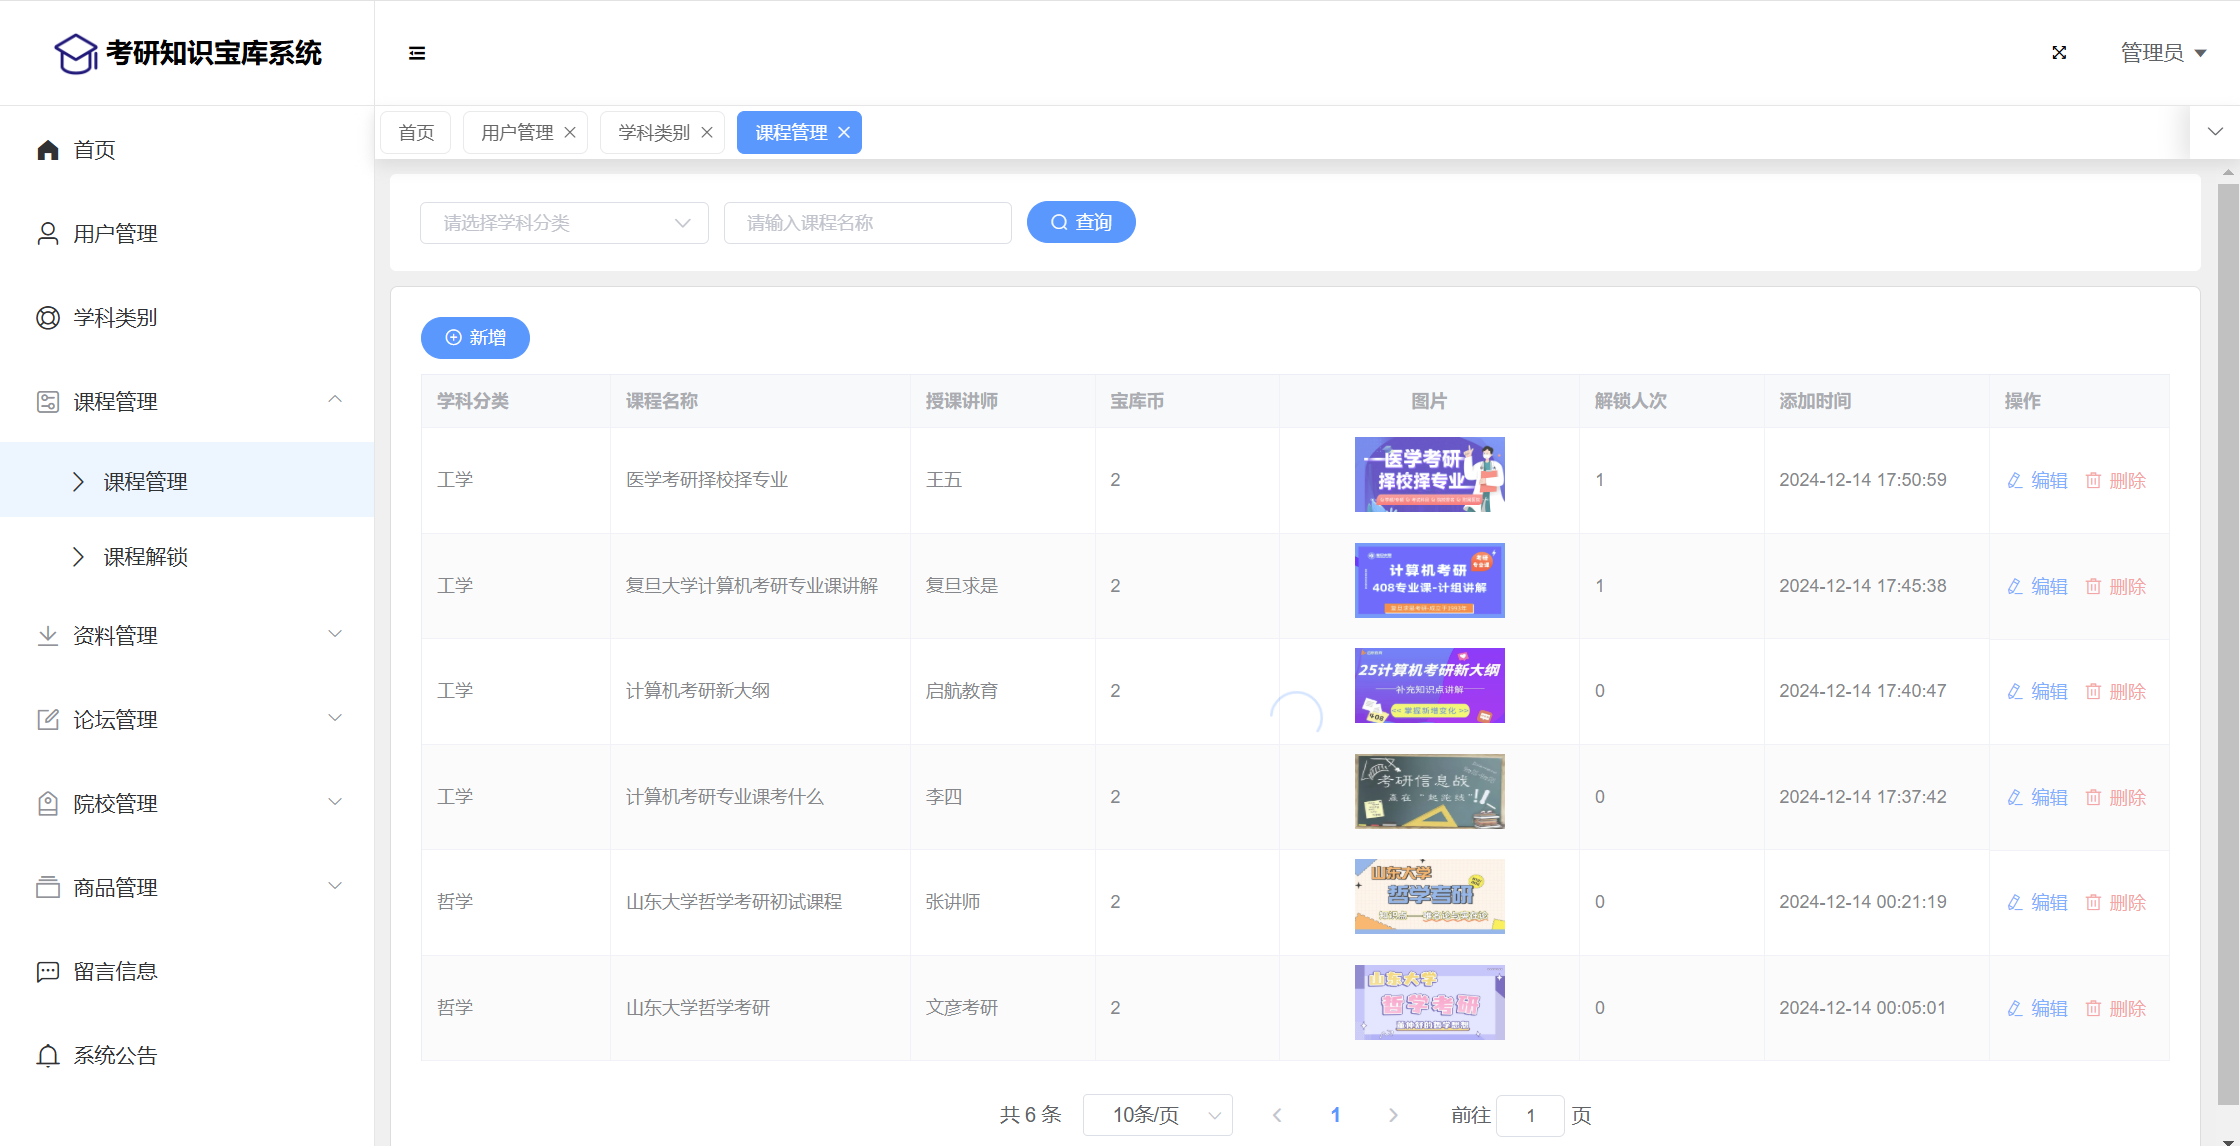 考研知识宝库系统
管理员
首页
用户管理
学科类别
课程管理
首页
用户管理
学科类别
课程管理
课程管理
课程解锁
资料管理
论坛管理
院校管理
商品管理
留言信息
系统公告
请选择学科分类
请输入课程名称
查询
新增
学科分类 课程名称 授课讲师 宝库币 图片 解锁人次 添加时间 操作
工学 医学考研择校择专业 王五 2 1 2024-12-14 17:50:59 编辑 删除
医学考研
择校择专业
工学 复旦大学计算机考研专业课讲解 复旦求是 2 1 2024-12-14 17:45:38 编辑 删除
考研
专业课
计算机考研
408专业课-计组讲解
工学 计算机考研新大纲 启航教育 2 0 2024-12-14 17:40:47 编辑 删除
25计算机考研新大纲
补充知识点讲解
<< 掌握新增变化 >>
408
工学 计算机考研专业课考什么 李四 2 0 2024-12-14 17:37:42 编辑 删除
考研信息战
赢在“起跑线”!!
哲学 山东大学哲学考研初试课程 张讲师 2 0 2024-12-14 00:21:19 编辑 删除
山东大学
哲学考研
哲学 山东大学哲学考研 文彦考研 2 0 2024-12-14 00:05:01 编辑 删除
山东大学
哲学考研
共 6 条
10条/页
1
前往 1 页